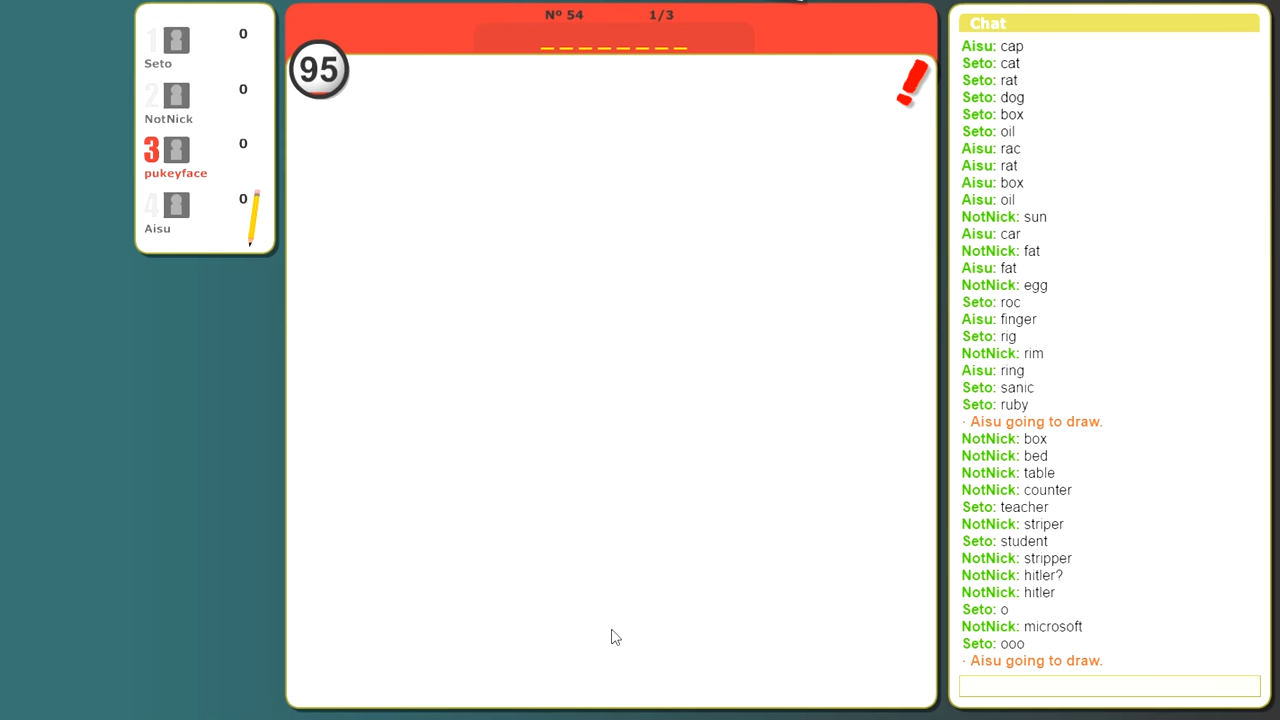 1 0
Seto
2 0
NotNick
3 0
pukeyface
4 0
Aisu
Nº 54 1/3
_ _ _ _ _ _ _ _
95
!
Chat
Aisu: cap
Seto: cat
Seto: rat
Seto: dog
Seto: box
Seto: oil
Aisu: rac
Aisu: rat
Aisu: box
Aisu: oil
NotNick: sun
Aisu: car
NotNick: fat
Aisu: fat
NotNick: egg
Seto: roc
Aisu: finger
Seto: rig
NotNick: rim
Aisu: ring
Seto: sanic
Seto: ruby
· Aisu going to draw.
NotNick: box
NotNick: bed
NotNick: table
NotNick: counter
Seto: teacher
NotNick: striper
Seto: student
NotNick: stripper
NotNick: hitler?
NotNick: hitler
Seto: o
NotNick: microsoft
Seto: ooo
· Aisu going to draw.